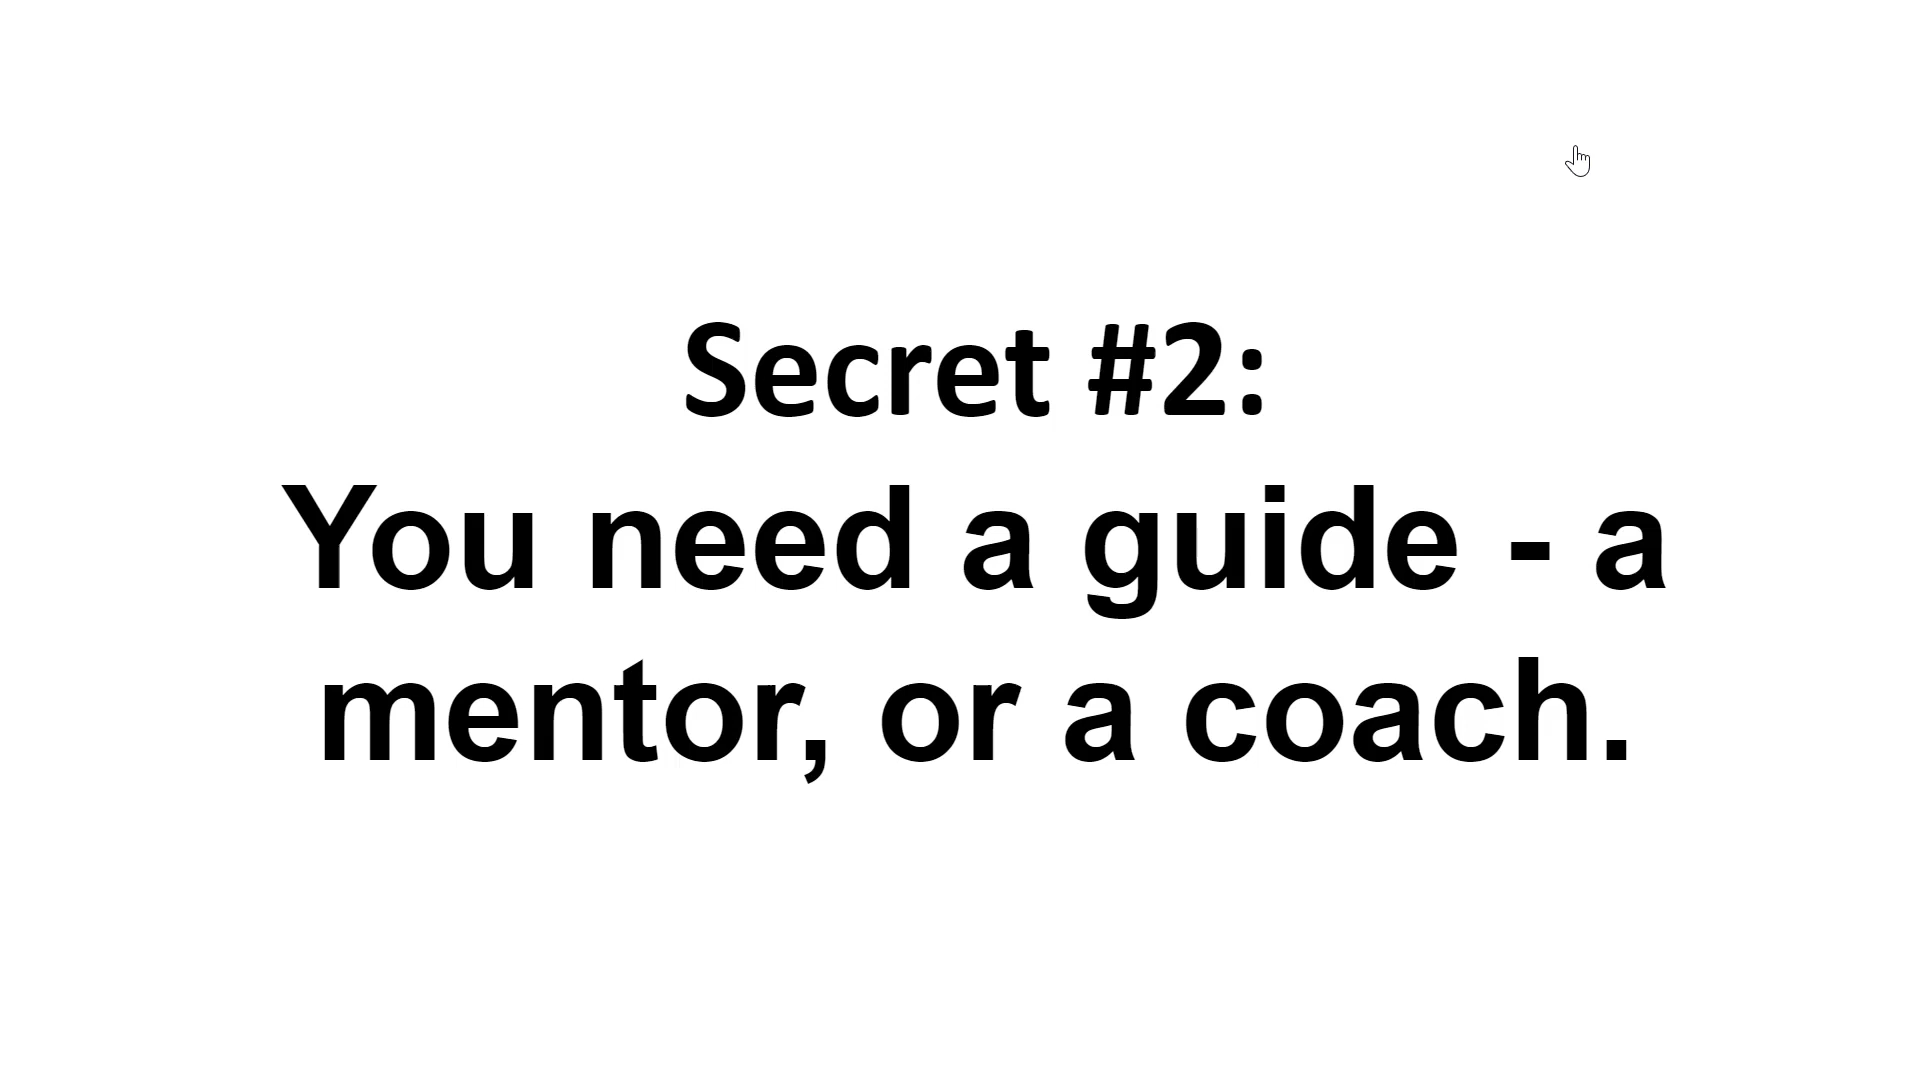 Secret #2:
You need a guide - a
mentor, or a coach.